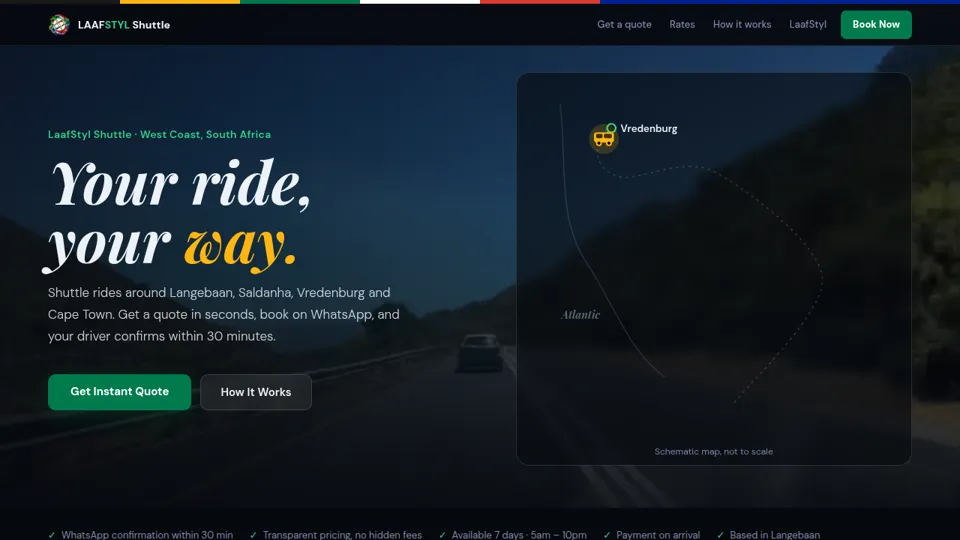 LAAFSTYL Shuttle
Get a quote
Rates
How it works
LaafStyl
Book Now
LaafStyl Shuttle · West Coast, South Africa
Your ride,
your way.
Shuttle rides around Langebaan, Saldanha, Vredenburg and
Cape Town. Get a quote in seconds, book on WhatsApp, and
your driver confirms within 30 minutes.
Get Instant Quote
How It Works
Vredenburg
Atlantic
Schematic map, not to scale
✓ WhatsApp confirmation within 30 min
✓ Transparent pricing, no hidden fees
✓ Available 7 days · 5am – 10pm
✓ Payment on arrival
✓ Based in Langebaan